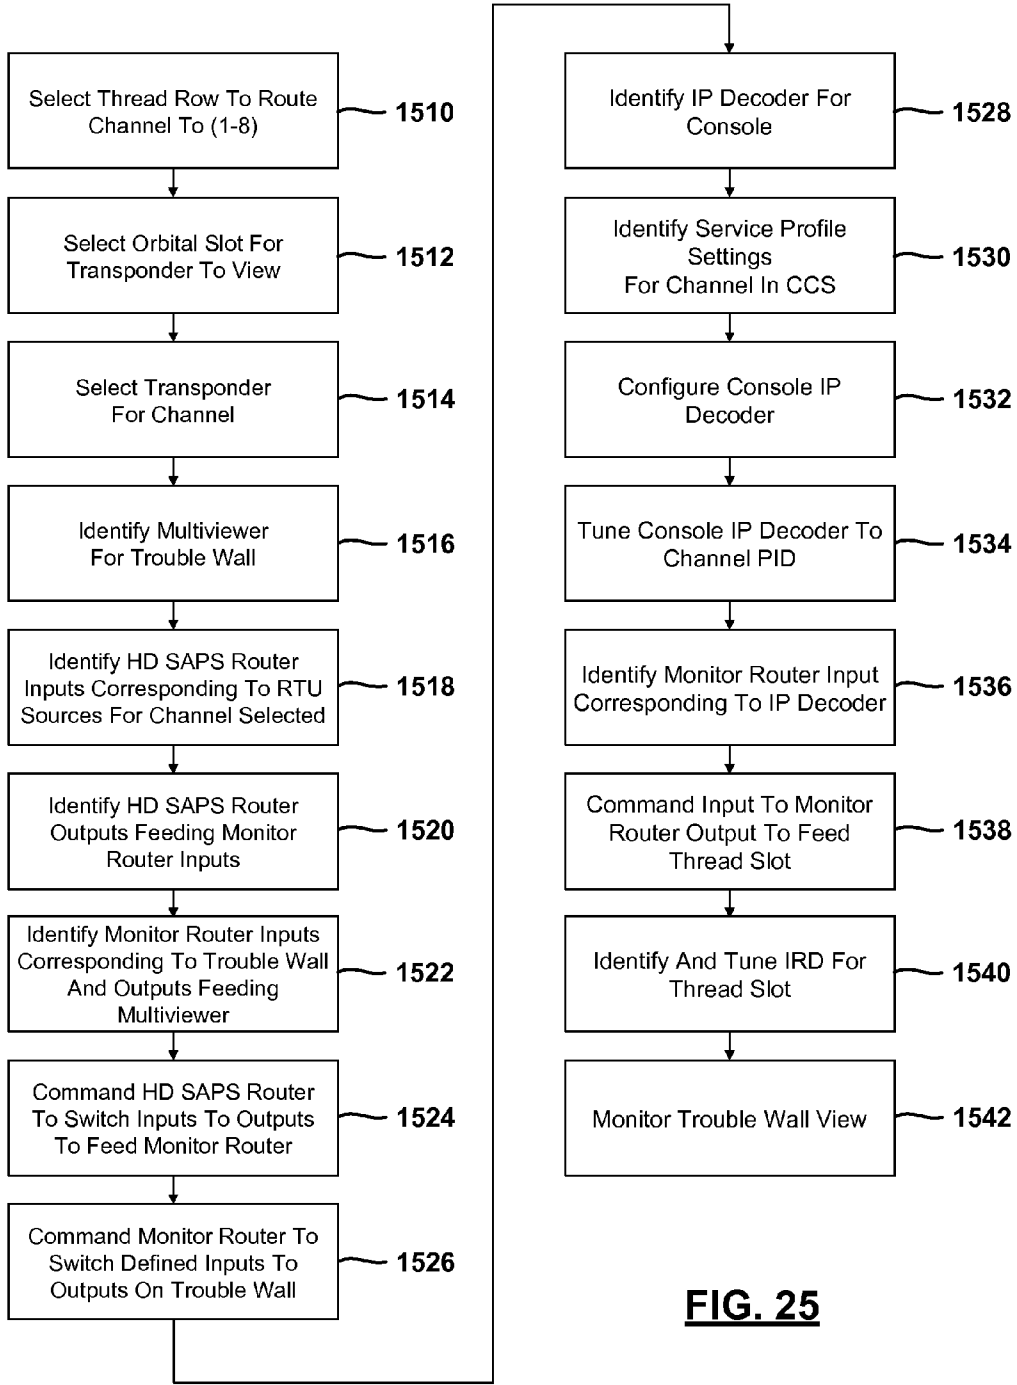 Select Thread Row To Route
Channel To (1-8)
1510
Select Orbital Slot For
Transponder To View
1512
Select Transponder
For Channel
1514
Identify Multiviewer
For Trouble Wall
1516
Identify HD SAPS Router
Inputs Corresponding To RTU
Sources For Channel Selected
1518
Identify HD SAPS Router
Outputs Feeding Monitor
Router Inputs
1520
Identify Monitor Router Inputs
Corresponding To Trouble Wall
And Outputs Feeding
Multiviewer
1522
Command HD SAPS Router
To Switch Inputs To Outputs
To Feed Monitor Router
1524
Command Monitor Router To
Switch Defined Inputs To
Outputs On Trouble Wall
1526
Identify IP Decoder For
Console
1528
Identify Service Profile
Settings
For Channel In CCS
1530
Configure Console IP
Decoder
1532
Tune Console IP Decoder To
Channel PID
1534
Identify Monitor Router Input
Corresponding To IP Decoder
1536
Command Input To Monitor
Router Output To Feed
Thread Slot
1538
Identify And Tune IRD For
Thread Slot
1540
Monitor Trouble Wall View
1542
FIG. 25